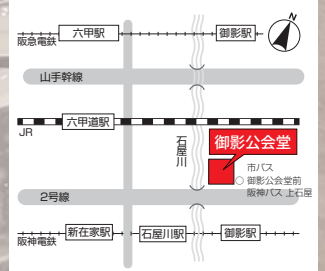 N
六甲駅
御影駅
阪急電鉄
山手幹線
六甲道駅
JR
石屋川
御影公会堂
市バス
御影公会堂前
阪神バス 上石屋
2号線
新在家駅
石屋川駅
御影駅
阪神電鉄